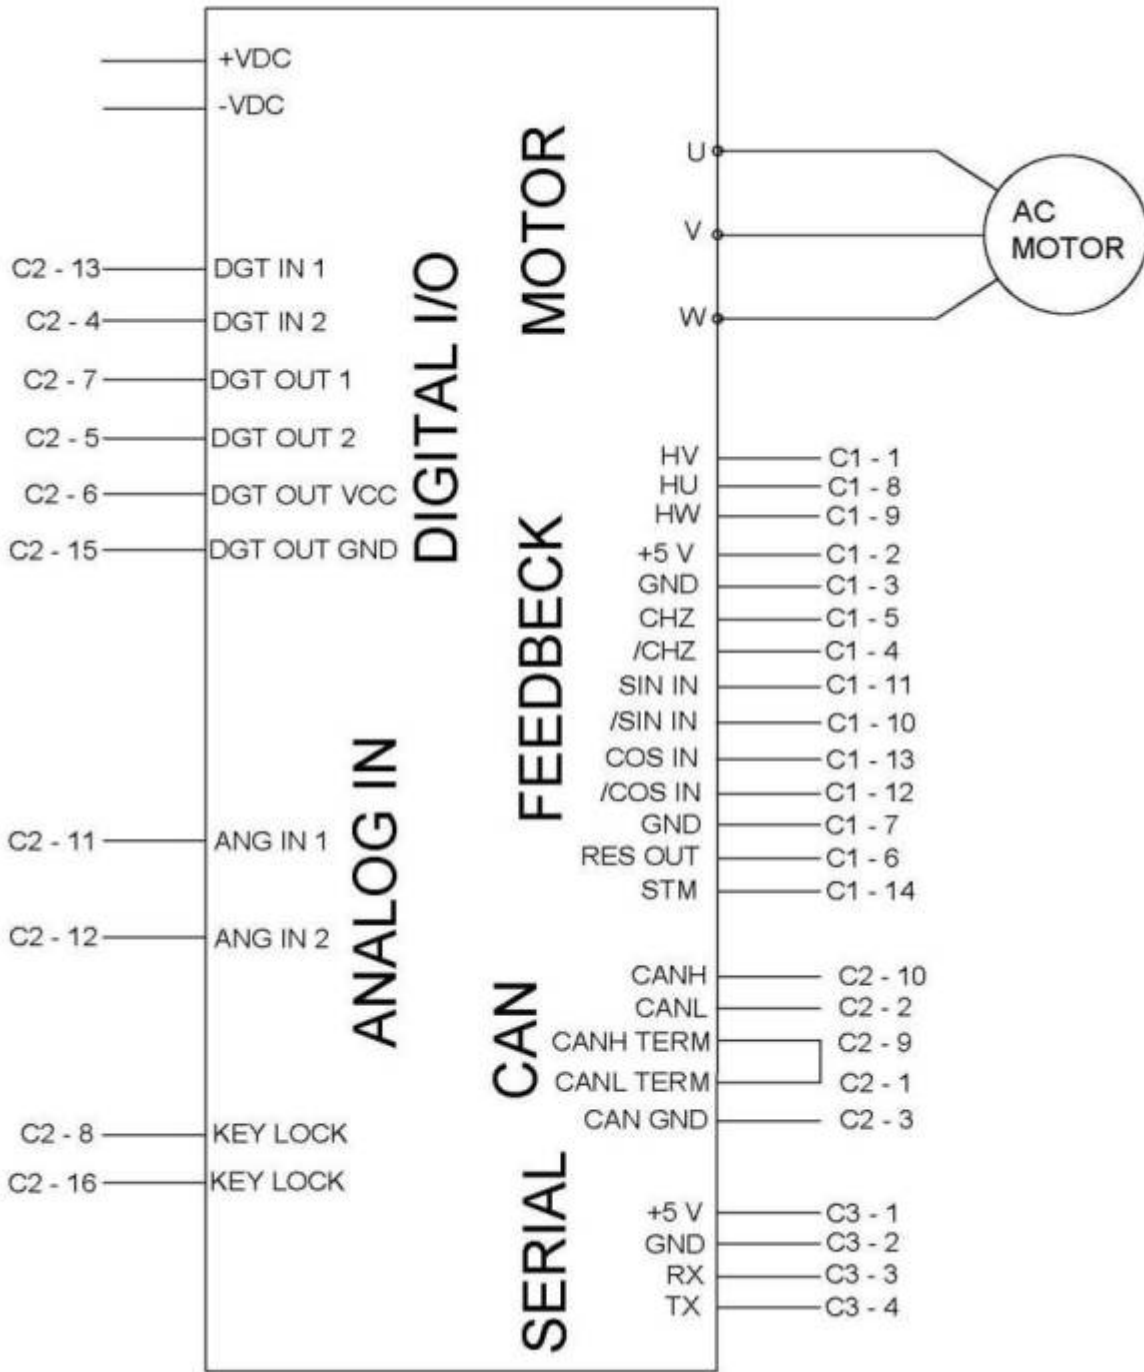 +VDC
-VDC
C2 - 13 DGT IN 1
C2 - 4 DGT IN 2
C2 - 7 DGT OUT 1
C2 - 5 DGT OUT 2
C2 - 6 DGT OUT VCC
C2 - 15 DGT OUT GND
DIGITAL I/O
C2 - 11 ANG IN 1
C2 - 12 ANG IN 2
ANALOG IN
C2 - 8 KEY LOCK
C2 - 16 KEY LOCK
MOTOR
U
V
W
AC
MOTOR
FEEDBECK
HV C1 - 1
HU C1 - 8
HW C1 - 9
+5 V C1 - 2
GND C1 - 3
CHZ C1 - 5
/CHZ C1 - 4
SIN IN C1 - 11
/SIN IN C1 - 10
COS IN C1 - 13
/COS IN C1 - 12
GND C1 - 7
RES OUT C1 - 6
STM C1 - 14
CAN
CANH C2 - 10
CANL C2 - 2
CANH TERM C2 - 9
CANL TERM C2 - 1
CAN GND C2 - 3
SERIAL
+5 V C3 - 1
GND C3 - 2
RX C3 - 3
TX C3 - 4